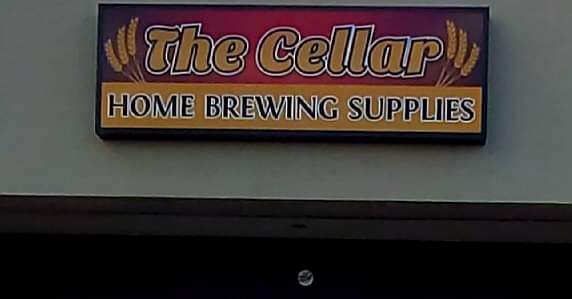 The Cellar
HOME BREWING SUPPLIES